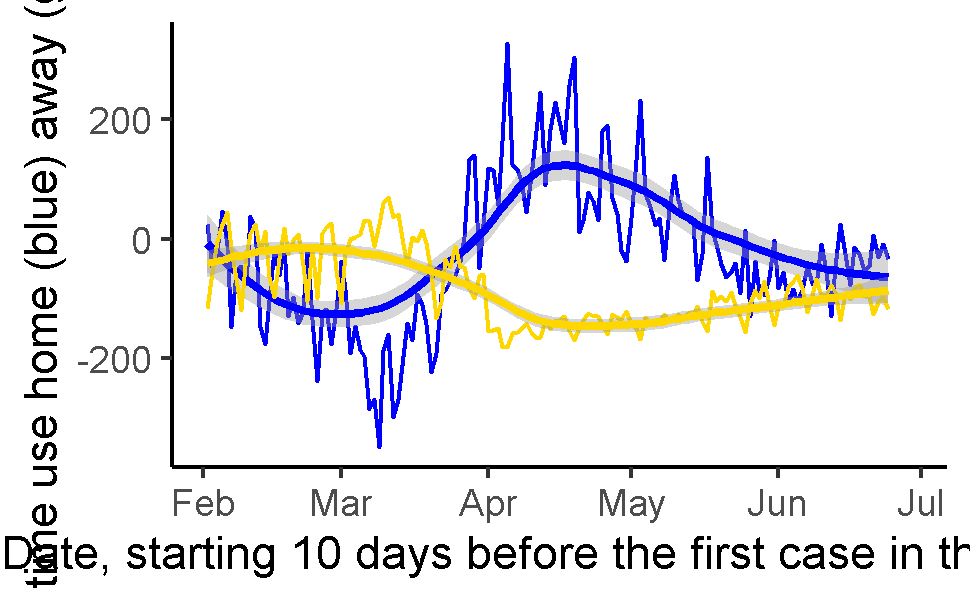 time use home (blue) away (
200
0
-200
Feb Mar Apr May Jun Jul
Date, starting 10 days before the first case in th